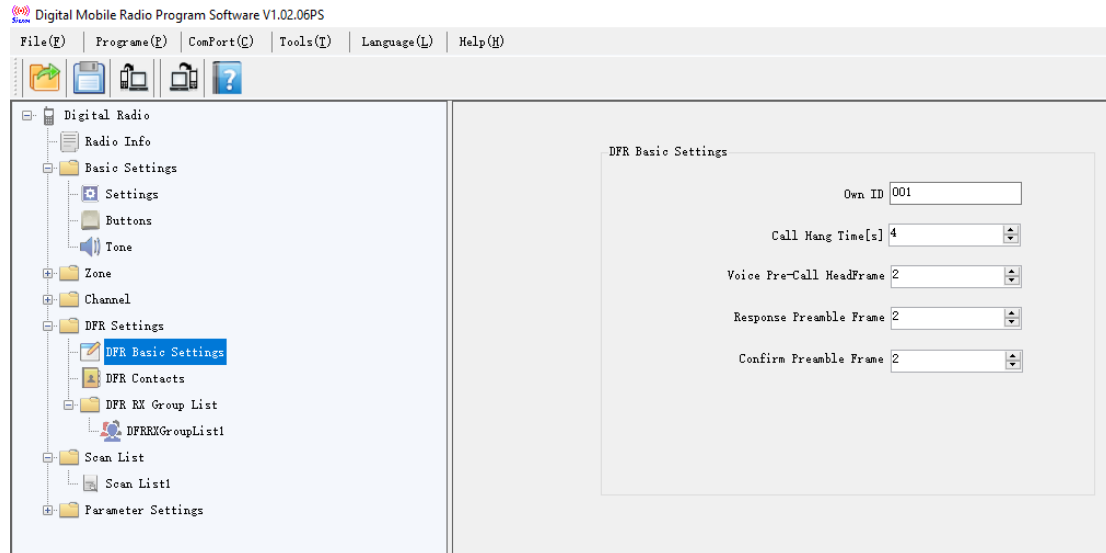 Digital Mobile Radio Program Software V1.02.06PS
File(F) Programe(P) ComPort(C) Tools(T) Language(L) Help(H)
Digital Radio
Radio Info
Basic Settings
Settings
Buttons
Tone
Zone
Channel
DFR Settings
DFR Basic Settings
DFR Contacts
DFR RX Group List
DFRRXGroupList1
Scan List
Scan List1
Parameter Settings
DFR Basic Settings
Own ID 001
Call Hang Time[s] 4
Voice Pre-Call HeadFrame 2
Response Preamble Frame 2
Confirm Preamble Frame 2